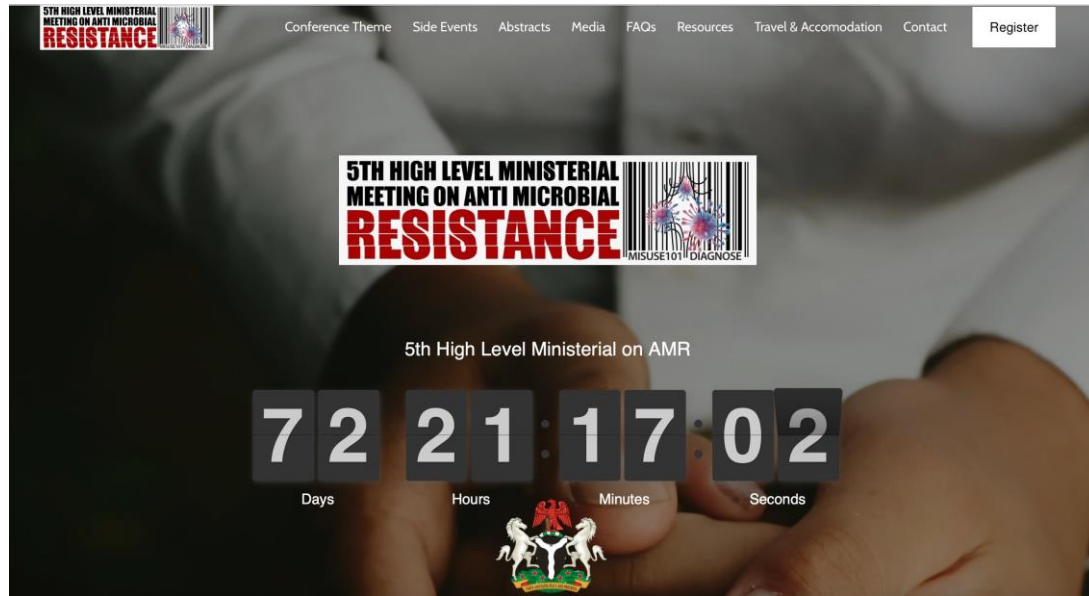 5TH HIGH LEVEL MINISTERIAL
MEETING ON ANTI MICROBIAL
RESISTANCE
Conference Theme Side Events Abstracts Media FAQs Resources Travel & Accomodation Contact Register
5TH HIGH LEVEL MINISTERIAL
MEETING ON ANTI MICROBIAL
RESISTANCE
MISUSE101 DIAGNOSE
5th High Level Ministerial on AMR
72 21 : 17 : 02
Days Hours Minutes Seconds